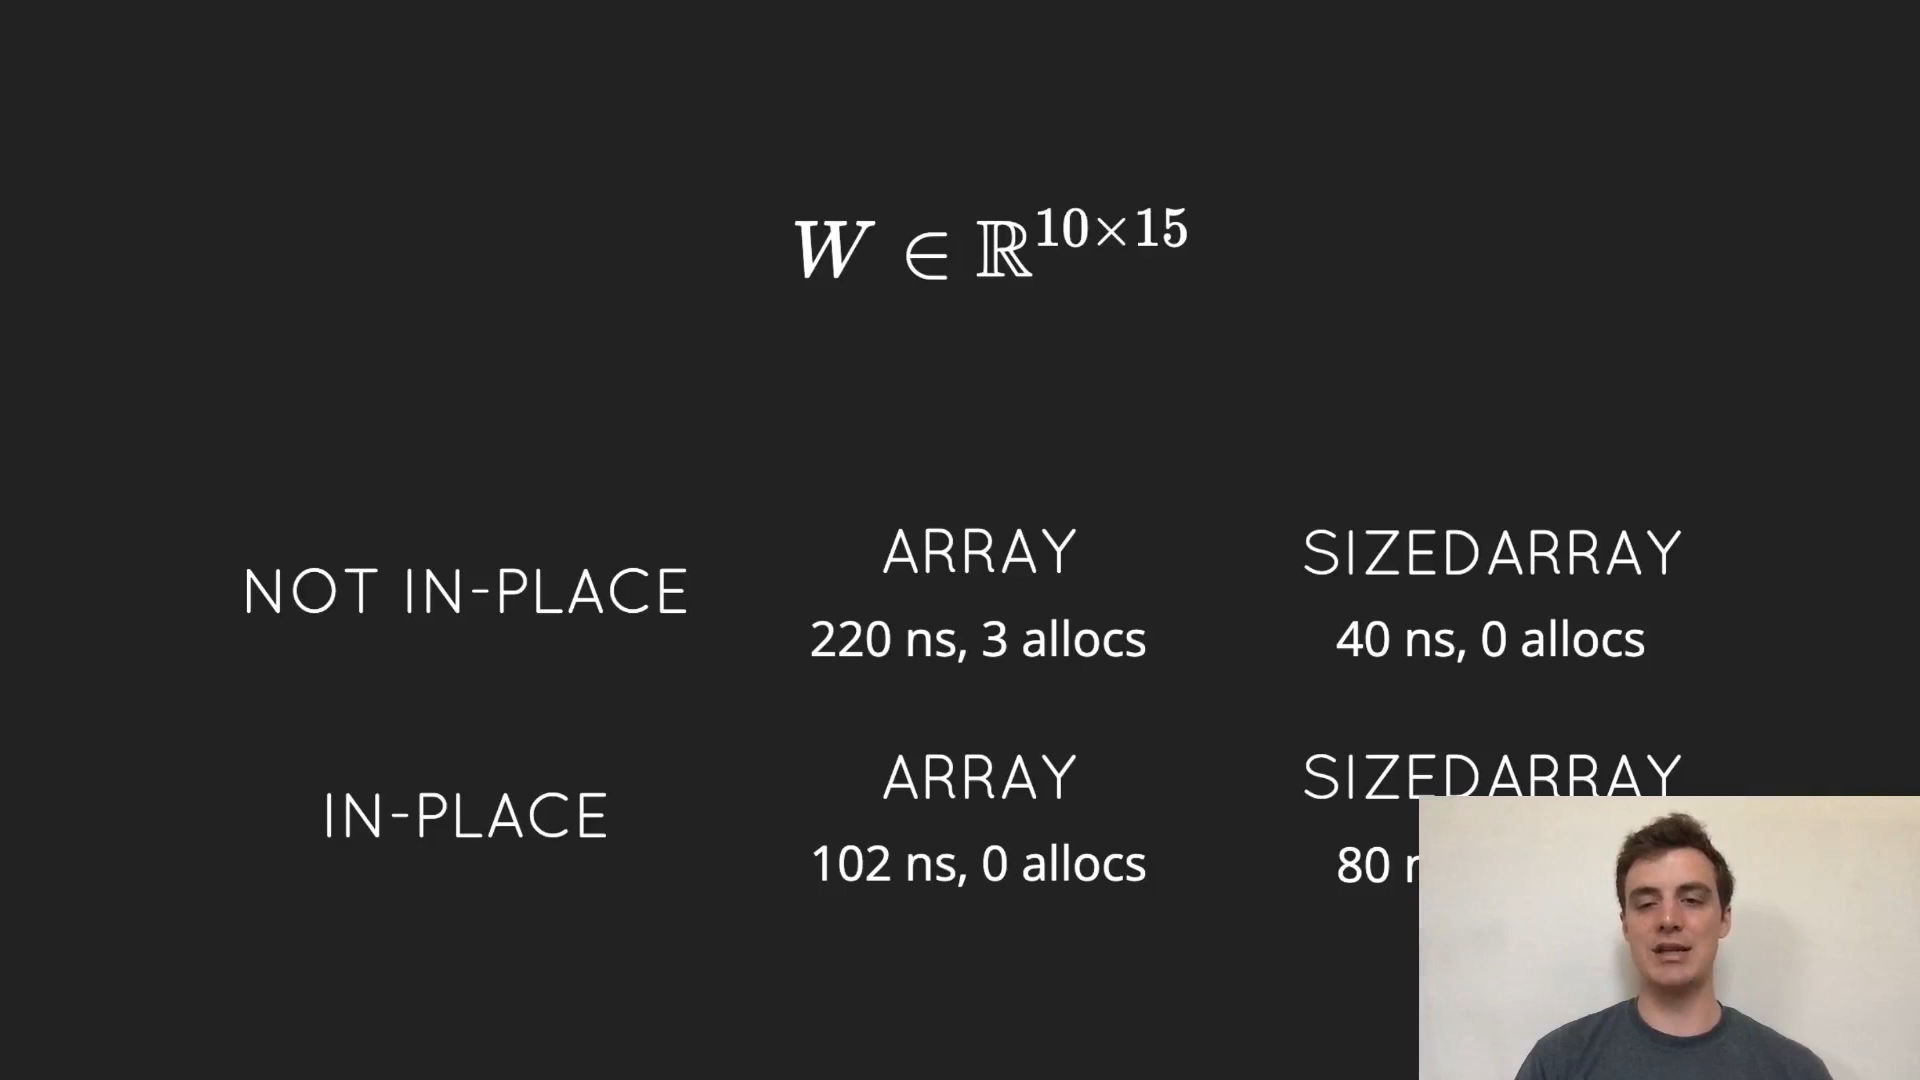 W ∈ ℝ^{10×15}
NOT IN-PLACE
ARRAY
220 ns, 3 allocs
SIZEDARRAY
40 ns, 0 allocs
IN-PLACE
ARRAY
102 ns, 0 allocs
SIZEDARRAY
80